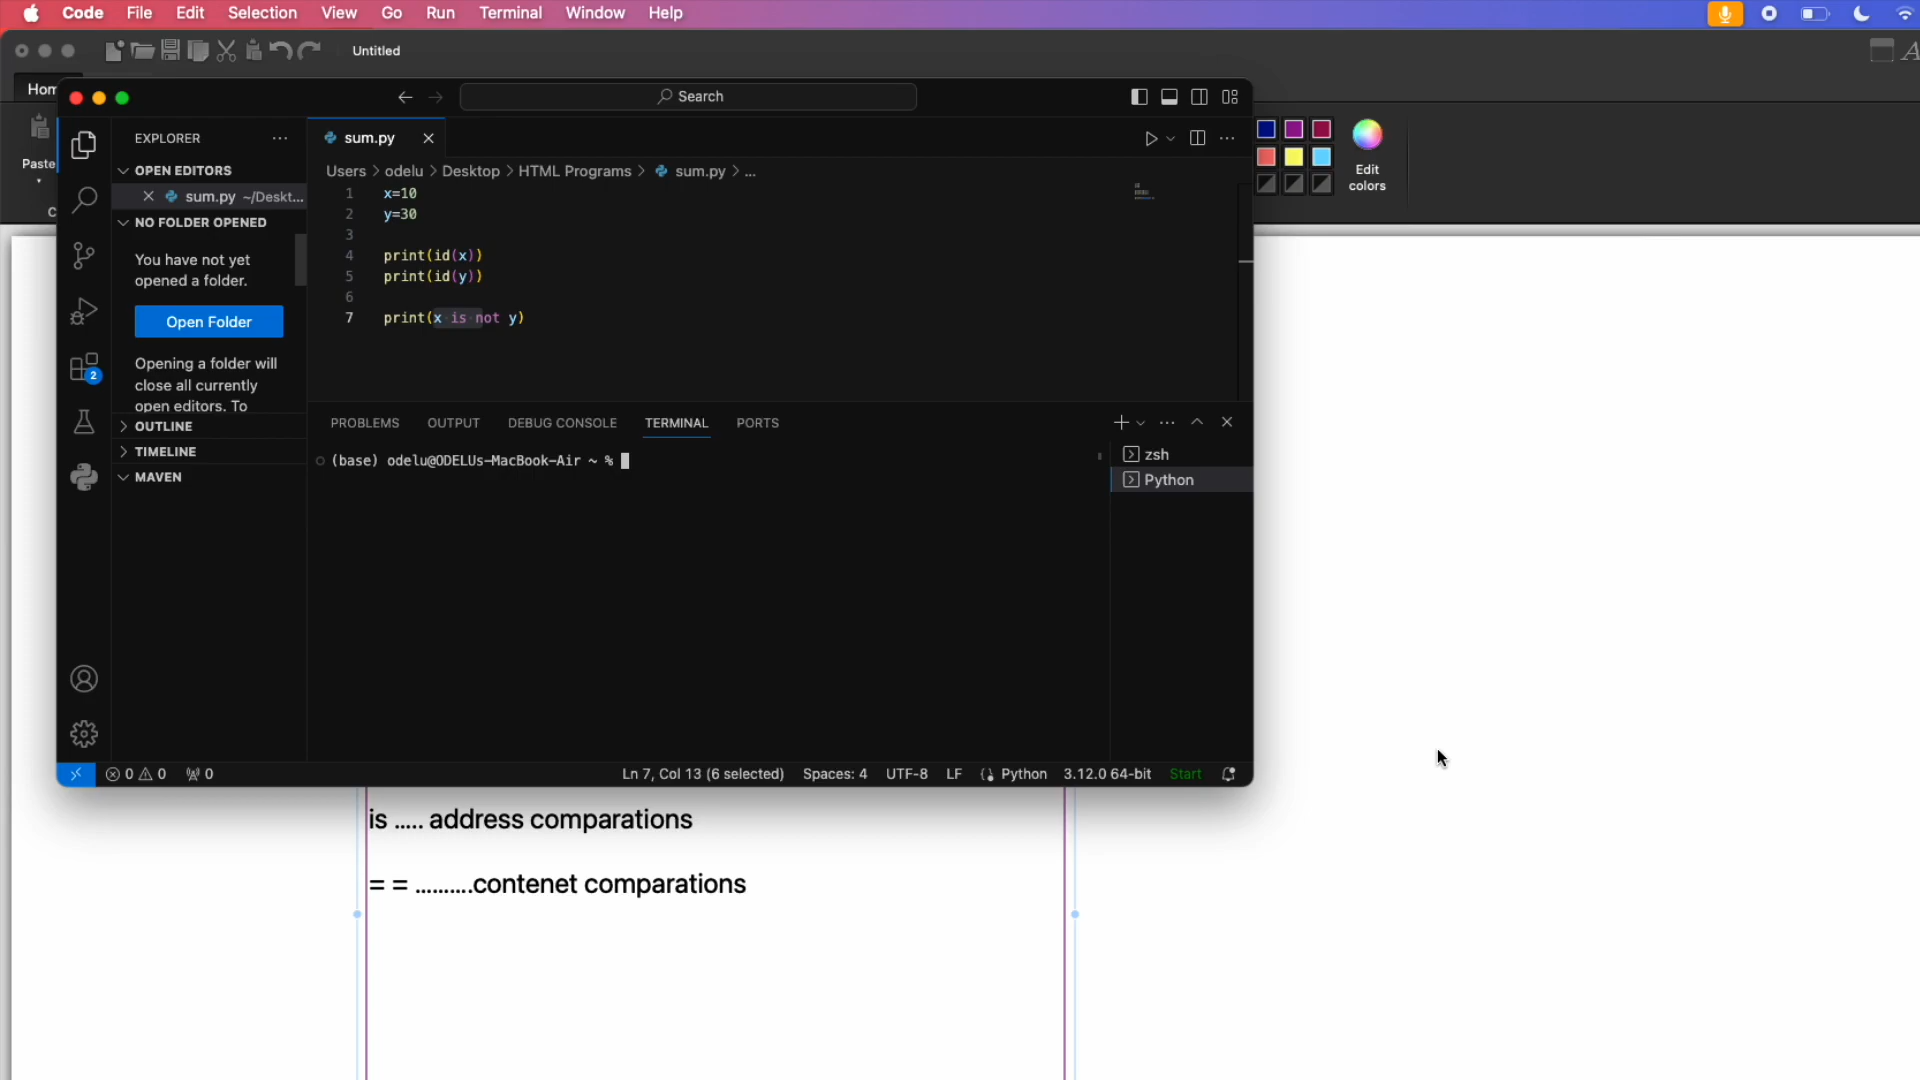 Code File Edit Selection View Go Run Terminal Window Help
Untitled
Hom
Paste
Edit
colors
Search
EXPLORER
OPEN EDITORS
sum.py ~/Deskt...
NO FOLDER OPENED
You have not yet
opened a folder.
Open Folder
Opening a folder will
close all currently
open editors. To
OUTLINE
TIMELINE
MAVEN
sum.py
Users > odelu > Desktop > HTML Programs > sum.py > ...
1 x=10
2 y=30
3
4 print(id(x))
5 print(id(y))
6
7 print(x is not y)
PROBLEMS OUTPUT DEBUG CONSOLE TERMINAL PORTS
(base) odelu@ODELUs-MacBook-Air ~ %
zsh
Python
2
0 0 0 Ln 7, Col 13 (6 selected) Spaces: 4 UTF-8 LF Python 3.12.0 64-bit Start
is ..... address comparations
= = ..........contenet comparations